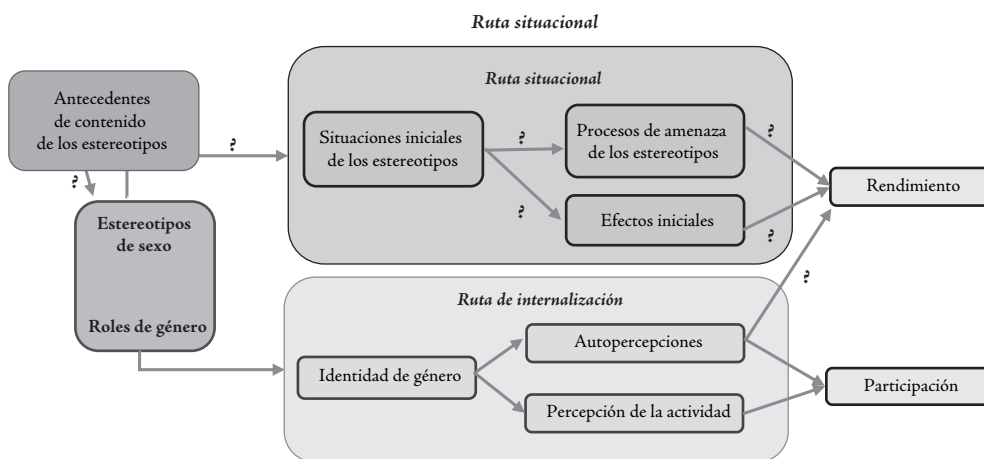 Ruta situacional
Ruta situacional
Antecedentes
de contenido
de los estereotipos
?
?
Situaciones iniciales
de los estereotipos
?
?
Procesos de amenaza
de los estereotipos
Efectos iniciales
?
?
Rendimiento
Estereotipos
de sexo
Roles de género
Ruta de internalización
Identidad de género
Autopercepciones
Percepción de la actividad
?
Participación